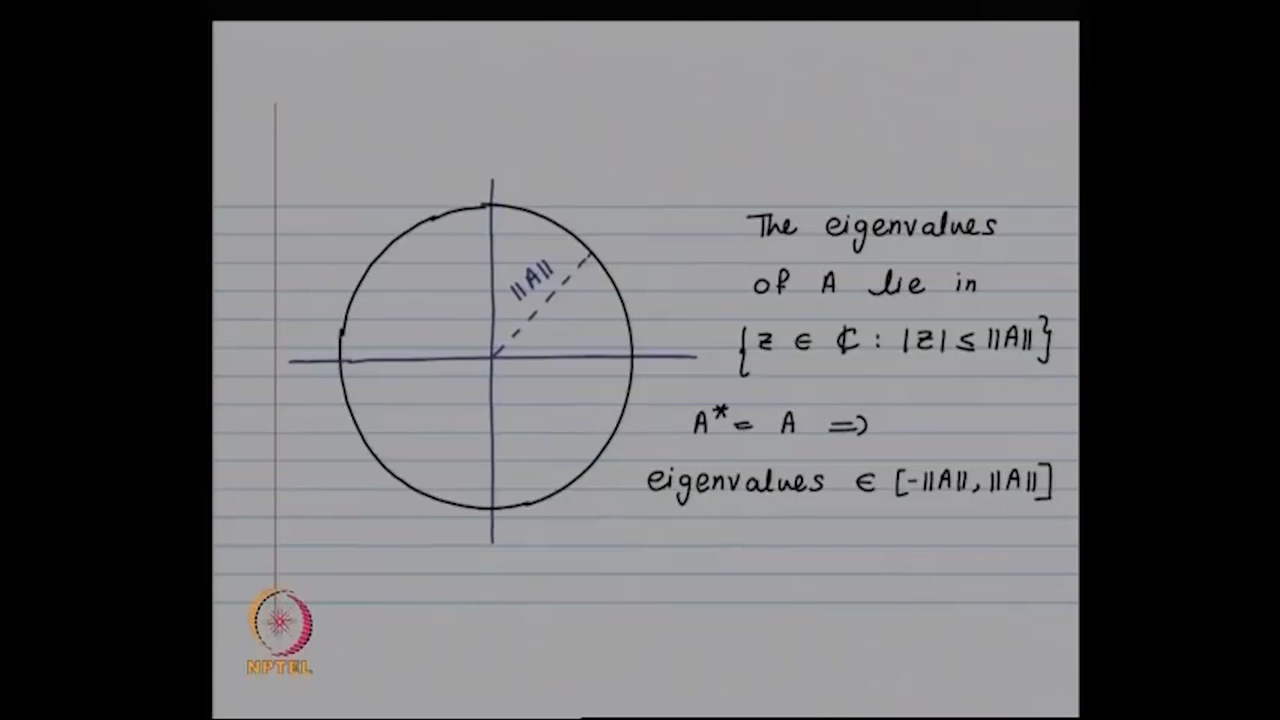 ||A||
The eigenvalues
of A lie in
{z ∈ ℂ : |z| ≤ ||A||}
A* = A ⇒
eigenvalues ∈ [-||A||, ||A||]
NPTEL